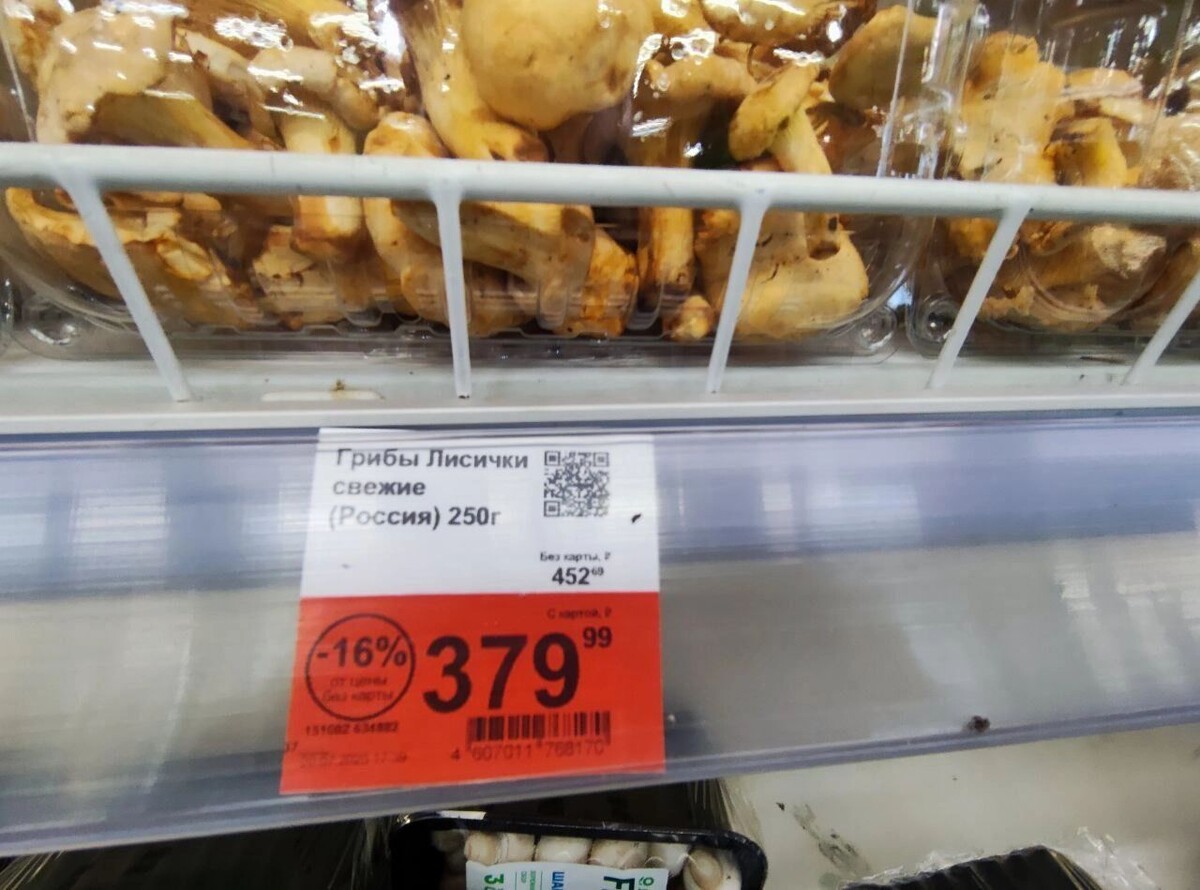 Грибы Лисички
свежие
(Россия) 250г
Без карты, ₽
452⁶⁹
С картой, ₽
-16%
от цены
без карты
379⁹⁹
4 607011 768170